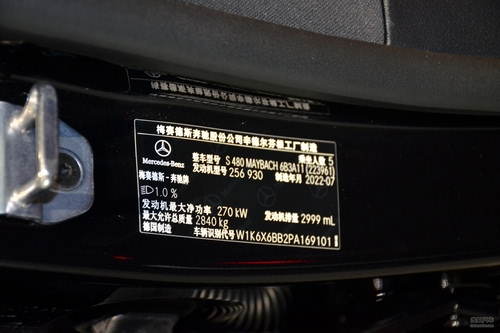 梅赛德斯奔驰股份公司辛德尔芬根工厂制造
Mercedes-Benz
整车型号 S 480 MAYBACH 6B3A11 (223961) 乘坐人数 5
发动机型号 256 930 制造年月 2022-07
梅赛德斯-奔驰牌
1.0 %
发动机最大净功率 270 kW 发动机排量 2999 mL
最大允许总质量 2840 kg
德国制造 车辆识别代号 W1K6X6BB2PA169101